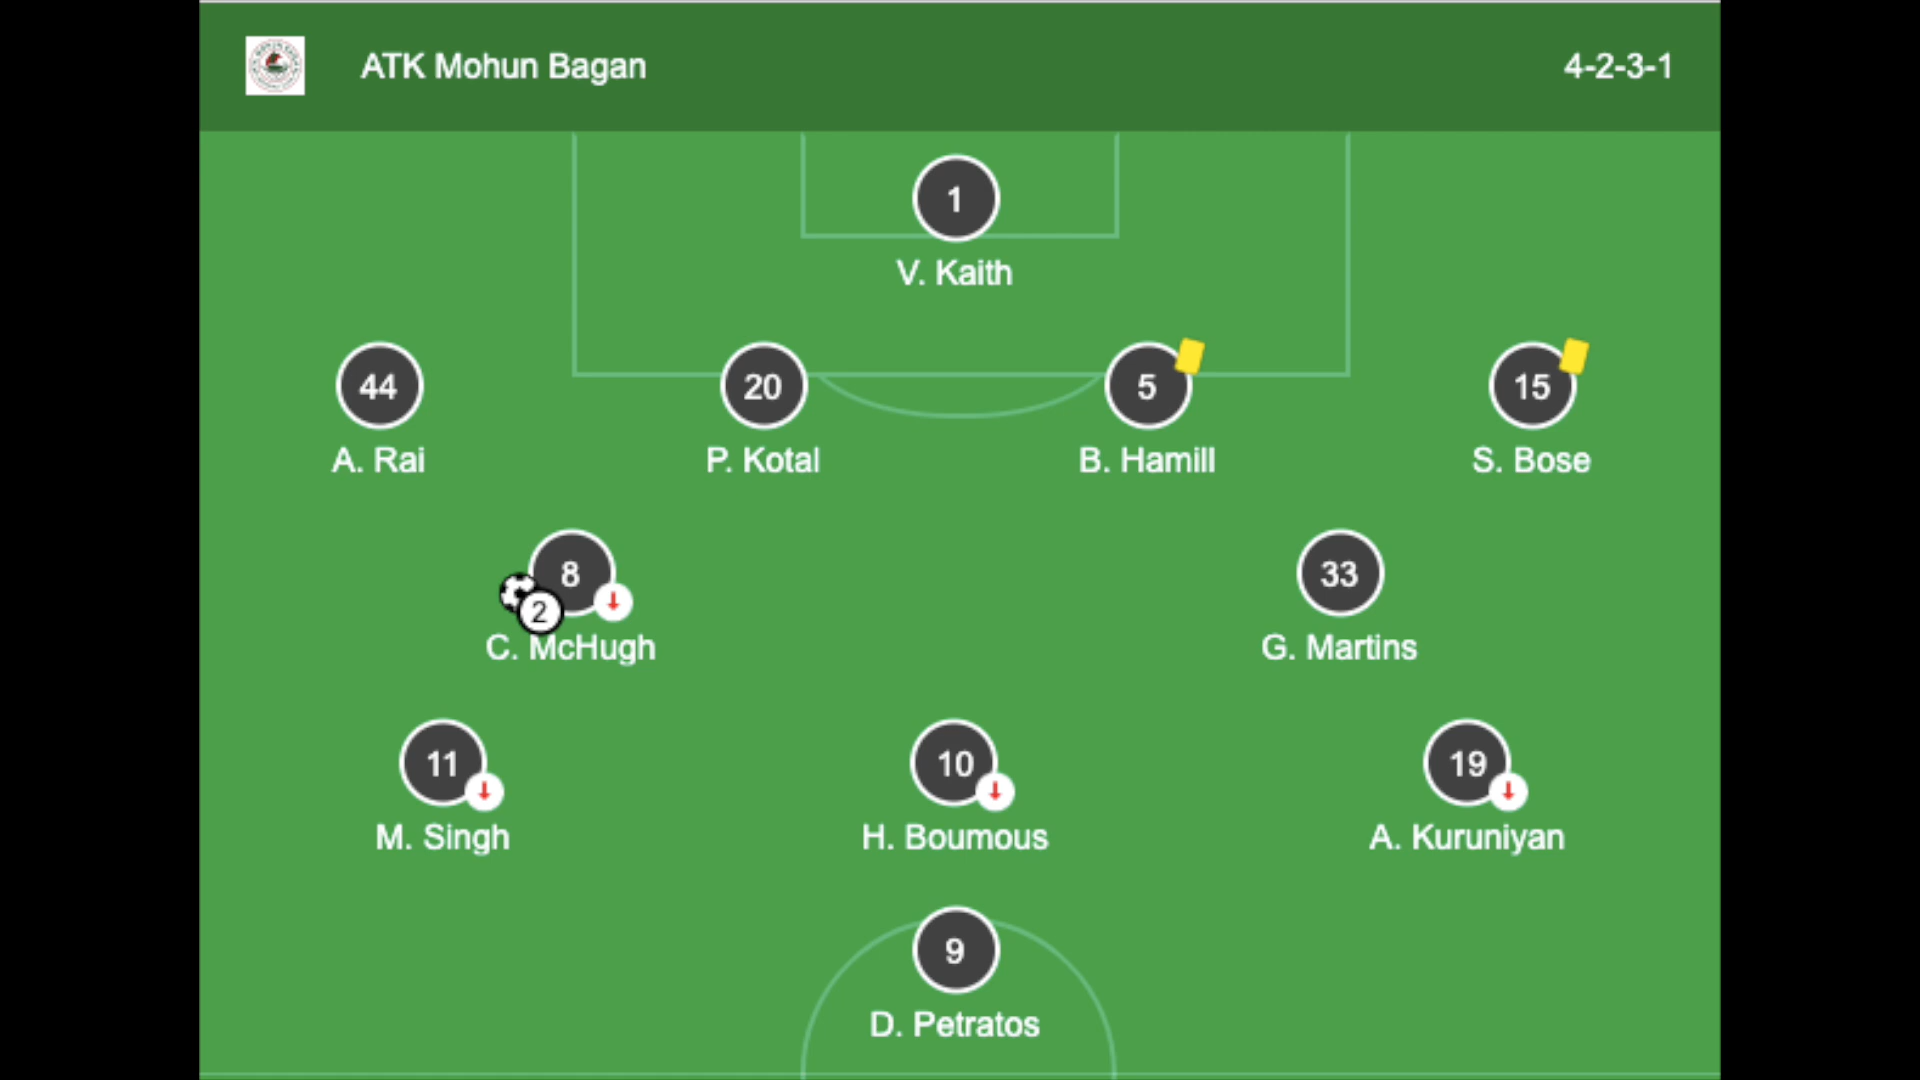 ATK Mohun Bagan
4-2-3-1
1
V. Kaith
44
20
5
15
A. Rai
P. Kotal
B. Hamill
S. Bose
8
33
2
C. McHugh
G. Martins
11
10
19
M. Singh
H. Boumous
A. Kuruniyan
9
D. Petratos